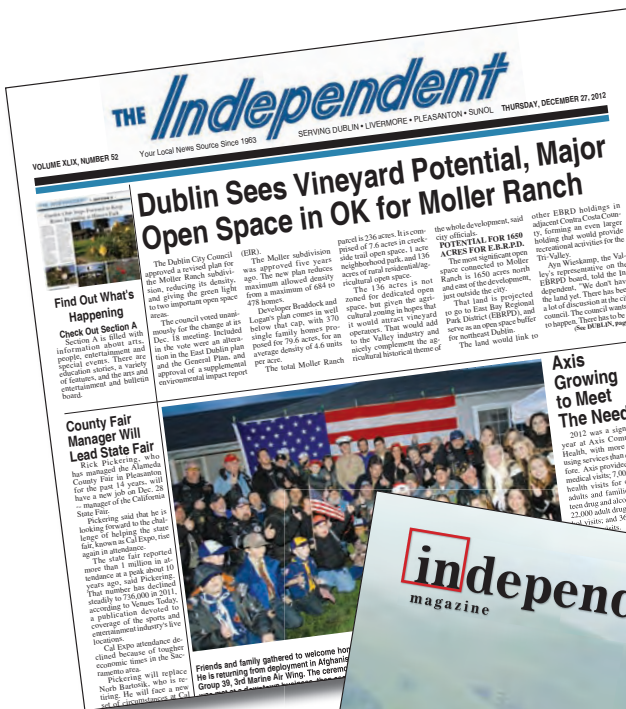 THE Independent
VOLUME XLIX, NUMBER 52
Your Local News Source Since 1963
SERVING DUBLIN • LIVERMORE • PLEASANTON • SUNOL
THURSDAY, DECEMBER 27, 2012
Dublin Sees Vineyard Potential, Major
Open Space in OK for Moller Ranch
Find Out What's
Happening
Check Out Section A
Section A is filled with
information about arts,
people, entertainment and
special events. There are
education stories, a variety
of features, and the arts and
entertainment and bulletin
board.
The Dublin City Council
approved a revised plan for
the Moller Ranch subdivi-
sion, reducing its density,
and giving the green light
to two important open space
areas.
The council voted unani-
mously for the change at its
Dec. 18 meeting. Included
in the vote were an altera-
tion in the East Dublin plan
and the General Plan, and
approval of a supplemental
environmental impact report
(EIR).
The Moller subdivision
was approved five years
ago. The new plan reduces
maximum allowed density
from a maximum of 684 to
478 homes.
Developer Braddock and
Logan's plan comes in well
below that cap, with 370
single family homes pro-
posed for 79.6 acres, for an
average density of 4.6 units
per acre.
The total Moller Ranch
parcel is 236 acres. It is com-
prised of 7.6 acres in creek-
side trail open space, 1 acre
neighborhood park, and 136
acres of rural residential/ag-
ricultural open space.
The 136 acres is not
zoned for dedicated open
space, but given the agri-
cultural zoning in hopes that
it would attract vineyard
operators. That would add
to the Valley industry and
nicely complement the ag-
ricultural historical theme of
the whole development, said
city officials.
POTENTIAL FOR 1650
ACRES FOR E.B.R.P.D.
The most significant open
space connected to Moller
Ranch is 1650 acres north
and east of the development,
just outside the city.
That land is projected
to go to East Bay Regional
Park District (EBRPD), and
serve as an open space buffer
for northeast Dublin.
The land would link to
other EBRD holdings in
adjacent Contra Costa Coun-
ty, forming an even larger
holding that would provide
recreational activities for the
Tri-Valley.
Ayn Wieskamp, the Val-
ley's representative on the
EBRPD board, told the In-
dependent, "We don't hav
the land yet. There has bee
a lot of discussion at the ci
council. The council wants
to happen. There has to be
(See DUBLIN, pag
County Fair
Manager Will
Lead State Fair
Rick Pickering, who
has managed the Alameda
County Fair in Pleasanton
for the past 14 years, will
have a new job on Dec. 28
-- manager of the California
State Fair.
Pickering said that he is
looking forward to the chal-
lenge of helping the state
fair, known as Cal Expo, rise
again in attendance.
The state fair reported
more than 1 million in at-
tendance at a peak about 10
years ago, said Pickering.
That number has declined
steadily to 736,000 in 2011,
according to Venues Today,
a publication devoted to
coverage of the sports and
entertainment industry's live
locations.
Cal Expo attendance de-
clined because of tougher
economic times in the Sac-
ramento area.
Pickering will replace
Norb Bartosik, who is re-
tiring. He will face a new
set of circumstances at Cal
Friends and family gathered to welcome hom
He is returning from deployment in Afghanis
Group 39, 3rd Marine Air Wing. The ceremo
Axis
Growing
to Meet
The Need
2012 was a sign
year at Axis Comm
Health, with more
using services than
fore. Axis provided
medical visits; 7,00
health visits for
adults and familie
teen drug and alco
22,000 adult drug
visits; and 36
independ
magazine